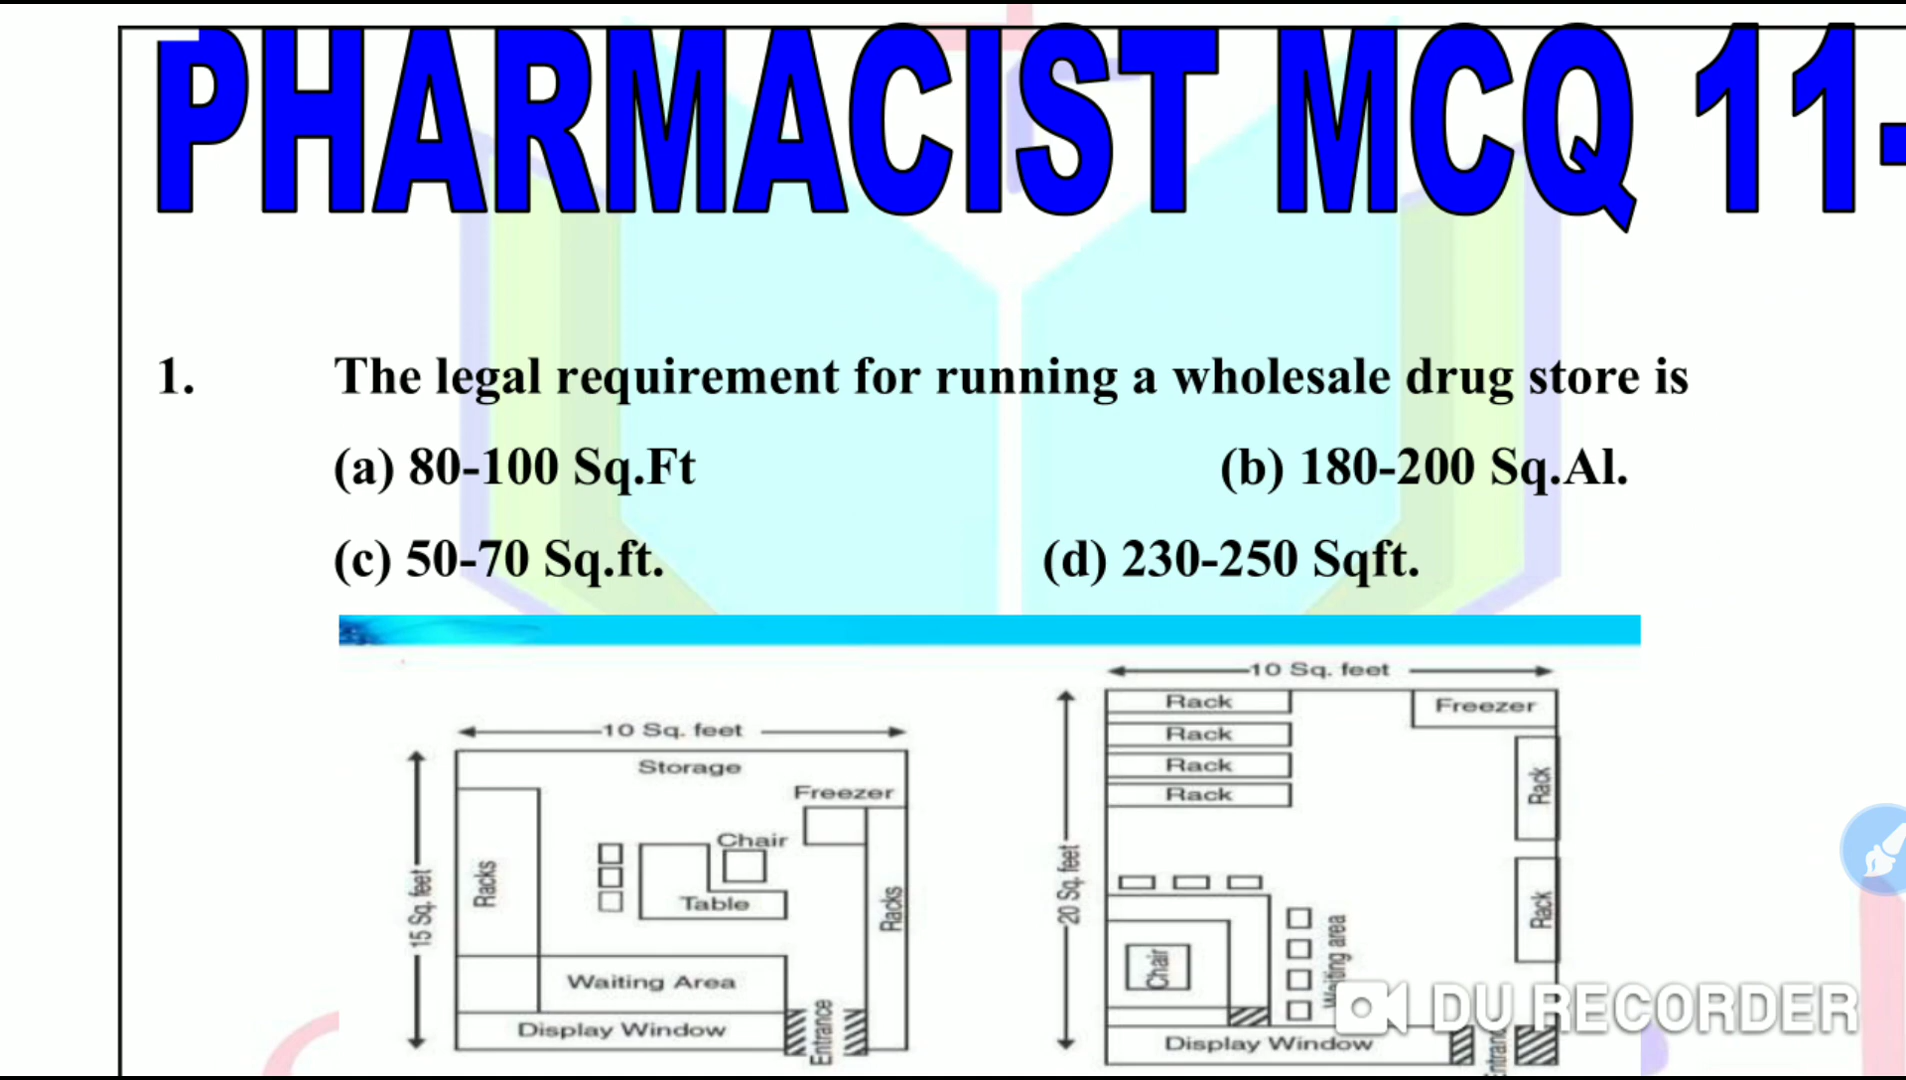 PHARMACIST MCQ 11-
1. The legal requirement for running a wholesale drug store is
(a) 80-100 Sq.Ft (b) 180-200 Sq.Al.
(c) 50-70 Sq.ft. (d) 230-250 Sqft.
10 Sq. feet
15 Sq. feet
Storage
Freezer
Chair
Racks
Table
Racks
Waiting Area
Display Window
Entrance
10 Sq. feet
20 Sq. feet
Rack
Freezer
Rack
Rack
Rack
Rack
Rack
Chair
Waiting area
Display Window
ntranc
DU RECORDER